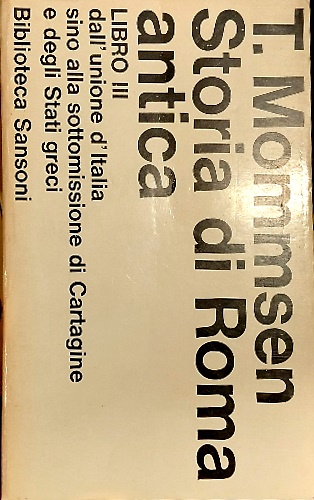 T. Mommsen
Storia di Roma
antica
LIBRO III
dall'unione d'Italia
sino alla sottomissione di Cartagine
e degli Stati greci
Biblioteca Sansoni